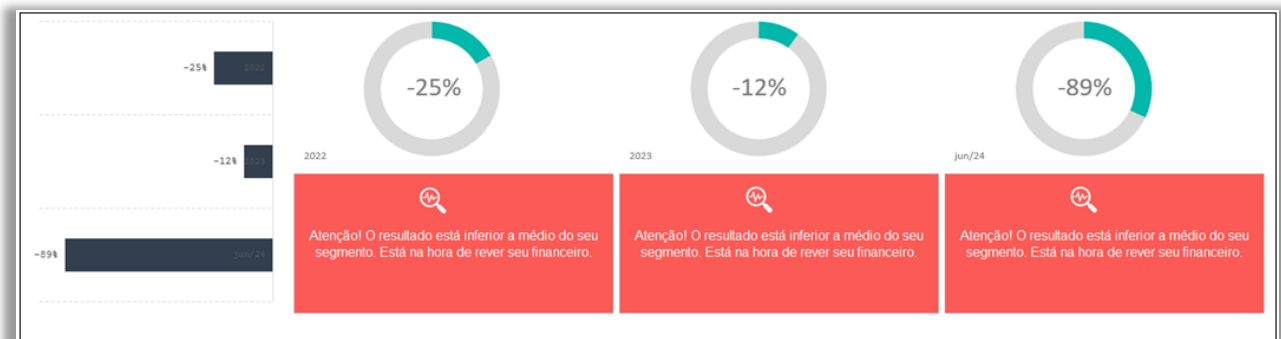 -25%
2022
-12%
2023
-89%
jun/24
-25%
2022
-12%
2023
-89%
jun/24
Atenção! O resultado está inferior a médio do seu
segmento. Está na hora de rever seu financeiro.
Atenção! O resultado está inferior a médio do seu
segmento. Está na hora de rever seu financeiro.
Atenção! O resultado está inferior a médio do seu
segmento. Está na hora de rever seu financeiro.